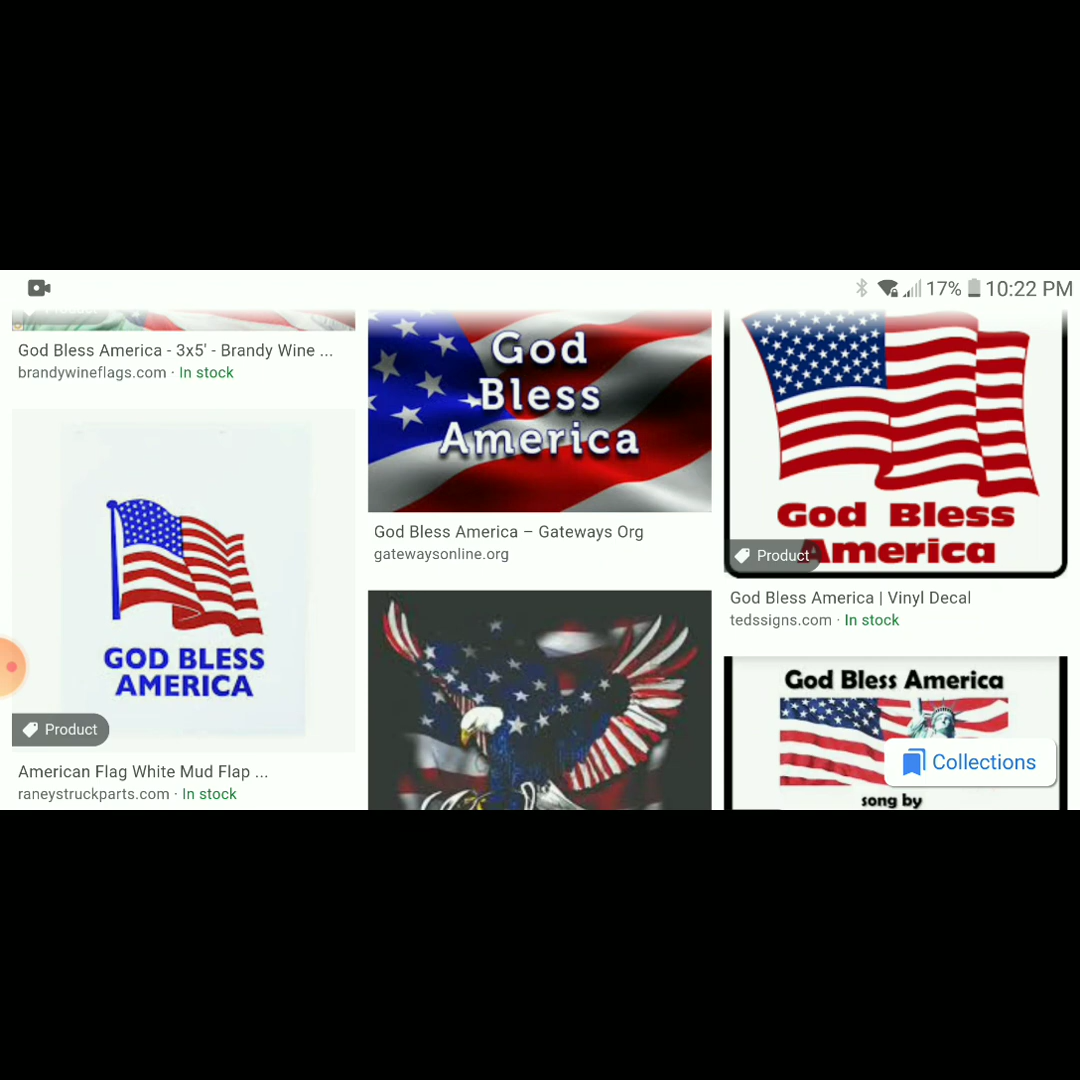 17% 10:22 PM
God Bless America - 3x5' - Brandy Wine ...
brandywineflags.com · In stock
GOD BLESS
AMERICA
Product
American Flag White Mud Flap ...
raneystruckparts.com · In stock
God
Bless
America
God Bless America – Gateways Org
gatewaysonline.org
God Bless
America
Product
God Bless America | Vinyl Decal
tedssigns.com · In stock
God Bless America
Collections
song by